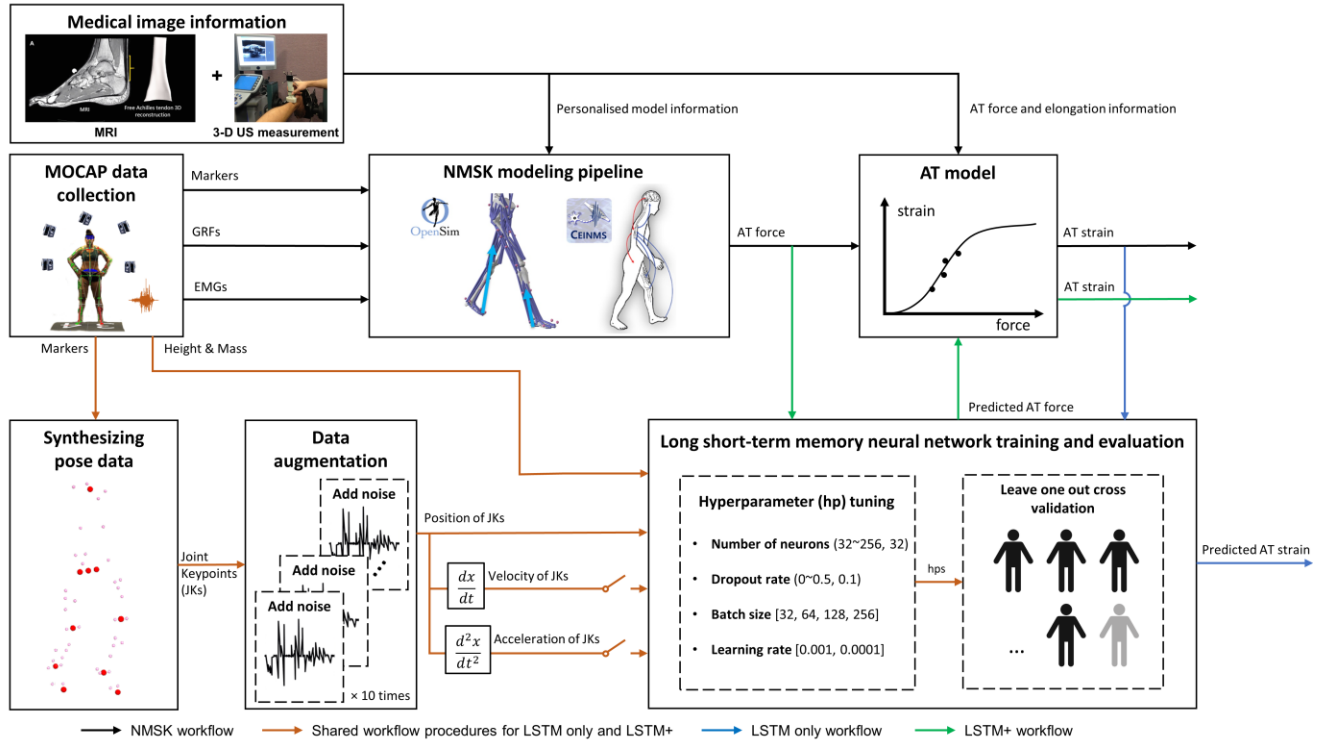 Medical image information
A
MRI
Free Achilles tendon 3D
reconstruction
+
MRI
3-D US measurement
Personalised model information
AT force and elongation information
MOCAP data
collection
Markers
GRFs
EMGs
NMSK modeling pipeline
OpenSim
CEINMS
AT force
AT model
strain
force
AT strain
AT strain
Markers
Height & Mass
Predicted AT force
Synthesizing
pose data
Joint
Keypoints
(JKs)
Data
augmentation
Add noise
Add noise
Add noise
× 10 times
Position of JKs
dx
dt
Velocity of JKs
d²x
dt²
Acceleration of JKs
Long short-term memory neural network training and evaluation
Hyperparameter (hp) tuning
• Number of neurons (32~256, 32)
• Dropout rate (0~0.5, 0.1)
• Batch size [32, 64, 128, 256]
• Learning rate [0.001, 0.0001]
hps
Leave one out cross
validation
...
Predicted AT strain
NMSK workflow
Shared workflow procedures for LSTM only and LSTM+
LSTM only workflow
LSTM+ workflow